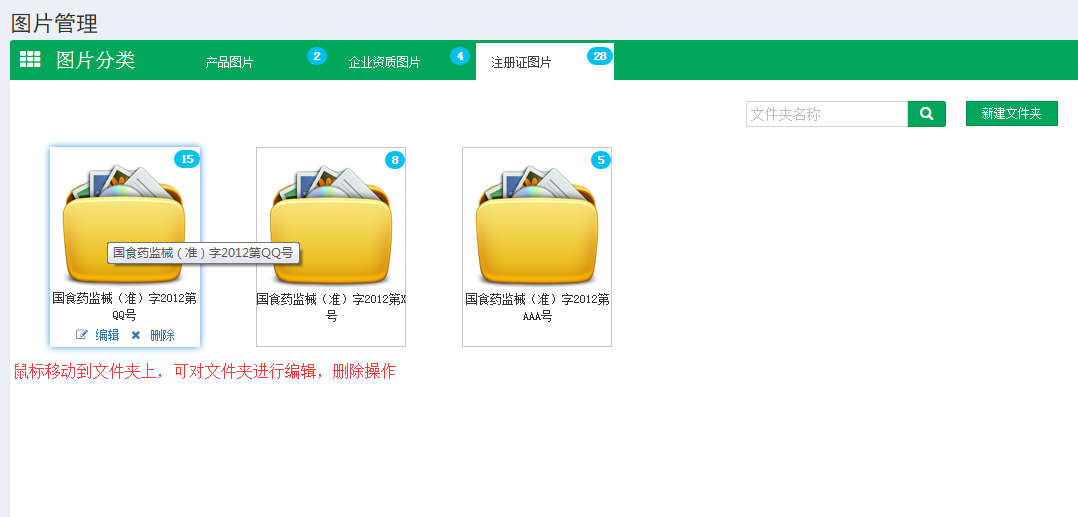 图片管理
图片分类
产品图片
2
企业资质图片
4
注册证图片
28
文件夹名称
新建文件夹
15
8
5
国食药监械（准）字2012第QQ号
国食药监械（准）字2012第
QQ号
国食药监械（准）字2012第X
号
国食药监械（准）字2012第
AAA号
编辑
删除
鼠标移动到文件夹上，可对文件夹进行编辑，删除操作